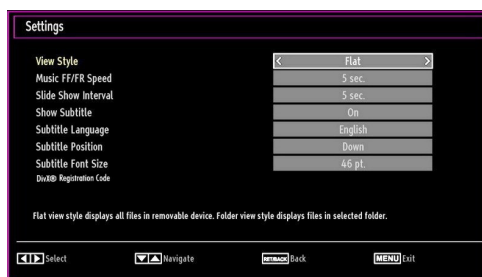 Settings
View Style < Flat >
Music FF/FR Speed 5 sec.
Slide Show Interval 5 sec.
Show Subtitle On
Subtitle Language English
Subtitle Position Down
Subtitle Font Size 46 pt.
DivX® Registration Code
Flat view style displays all files in removable device. Folder view style displays files in selected folder.
Select Navigate RET/BACK Back MENU Exit